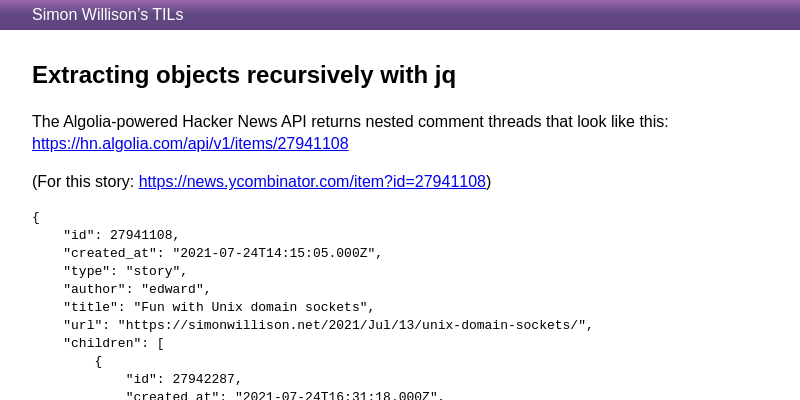 Simon Willison’s TILs
Extracting objects recursively with jq
The Algolia-powered Hacker News API returns nested comment threads that look like this:
https://hn.algolia.com/api/v1/items/27941108
(For this story: https://news.ycombinator.com/item?id=27941108)
{
    "id": 27941108,
    "created_at": "2021-07-24T14:15:05.000Z",
    "type": "story",
    "author": "edward",
    "title": "Fun with Unix domain sockets",
    "url": "https://simonwillison.net/2021/Jul/13/unix-domain-sockets/",
    "children": [
        {
            "id": 27942287,
            "created_at": "2021-07-24T16:31:18.000Z",